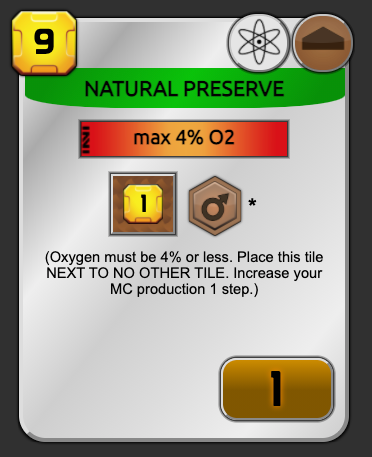 9
NATURAL PRESERVE
max 4% O2
1
*
(Oxygen must be 4% or less. Place this tile
NEXT TO NO OTHER TILE. Increase your
MC production 1 step.)
1